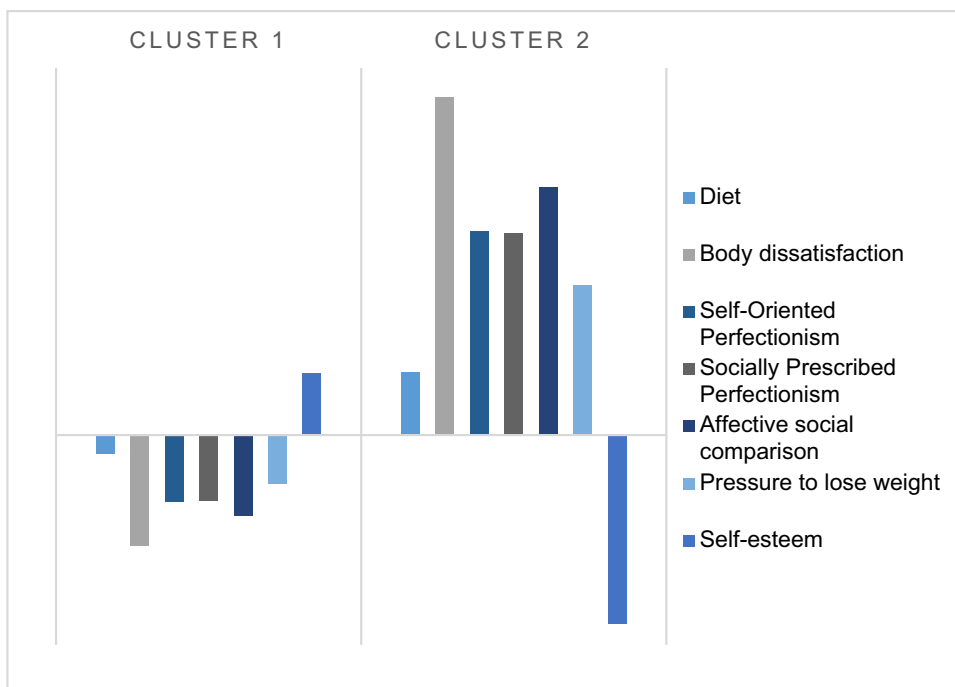 CLUSTER 1
CLUSTER 2
Diet
Body dissatisfaction
Self-Oriented
Perfectionism
Socially Prescribed
Perfectionism
Affective social
comparison
Pressure to lose weight
Self-esteem